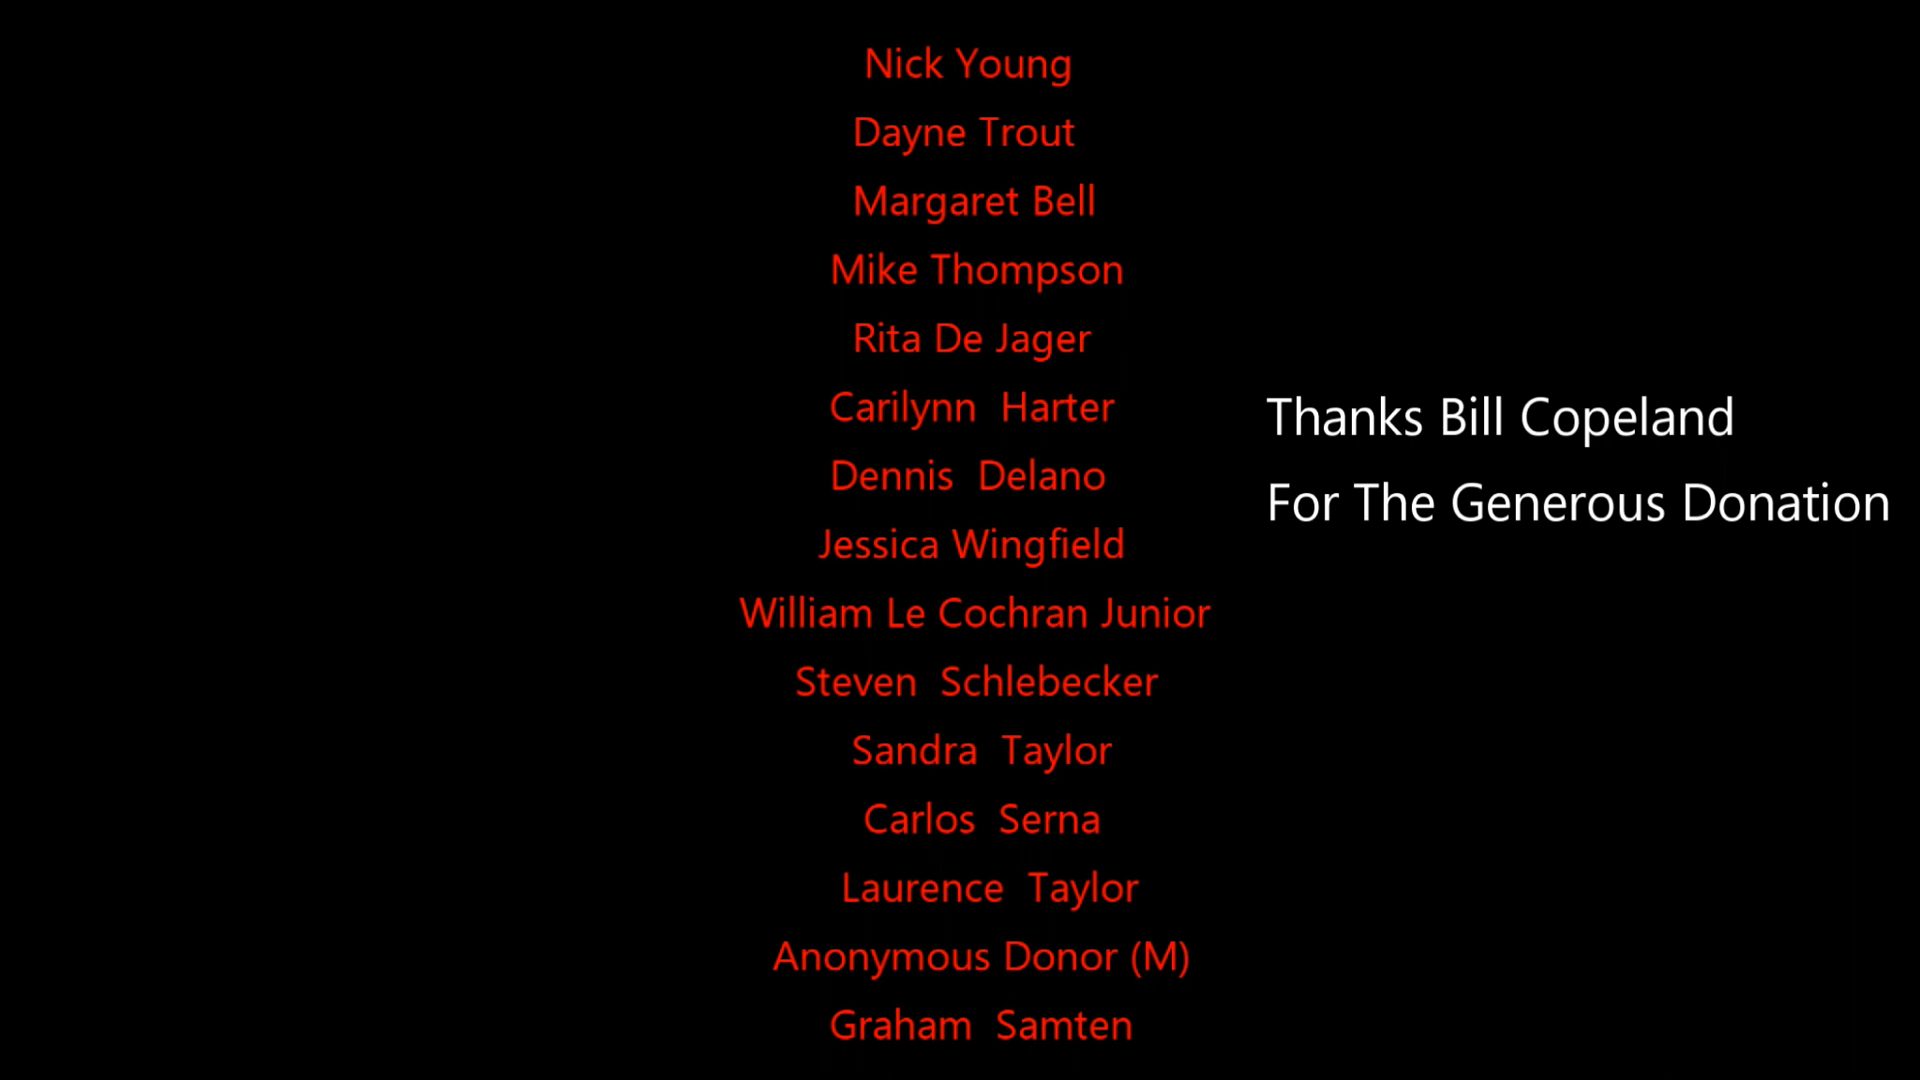 Nick Young
Dayne Trout
Margaret Bell
Mike Thompson
Rita De Jager
Carilynn  Harter
Dennis  Delano
Jessica Wingfield
William Le Cochran Junior
Steven  Schlebecker
Sandra  Taylor
Carlos  Serna
Laurence  Taylor
Anonymous Donor (M)
Graham  Samten
Thanks Bill Copeland
For The Generous Donation